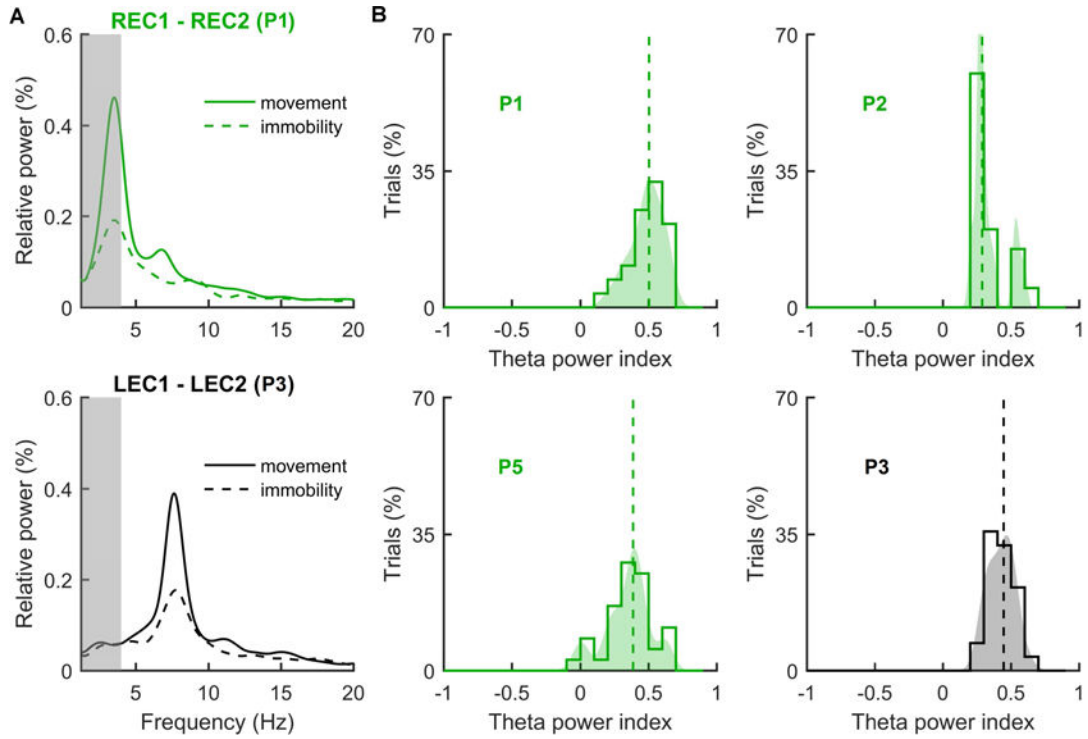 A
REC1 - REC2 (P1)
0.6
0.4
0.2
0
Relative power (%)
movement
immobility
5
10
15
20
LEC1 - LEC2 (P3)
0.6
0.4
0.2
0
Relative power (%)
movement
immobility
5
10
15
20
Frequency (Hz)
B
70
35
0
Trials (%)
P1
-1
-0.5
0
0.5
1
Theta power index
70
35
0
Trials (%)
P2
-1
-0.5
0
0.5
1
Theta power index
70
35
0
Trials (%)
P5
-1
-0.5
0
0.5
1
Theta power index
70
35
0
Trials (%)
P3
-1
-0.5
0
0.5
1
Theta power index